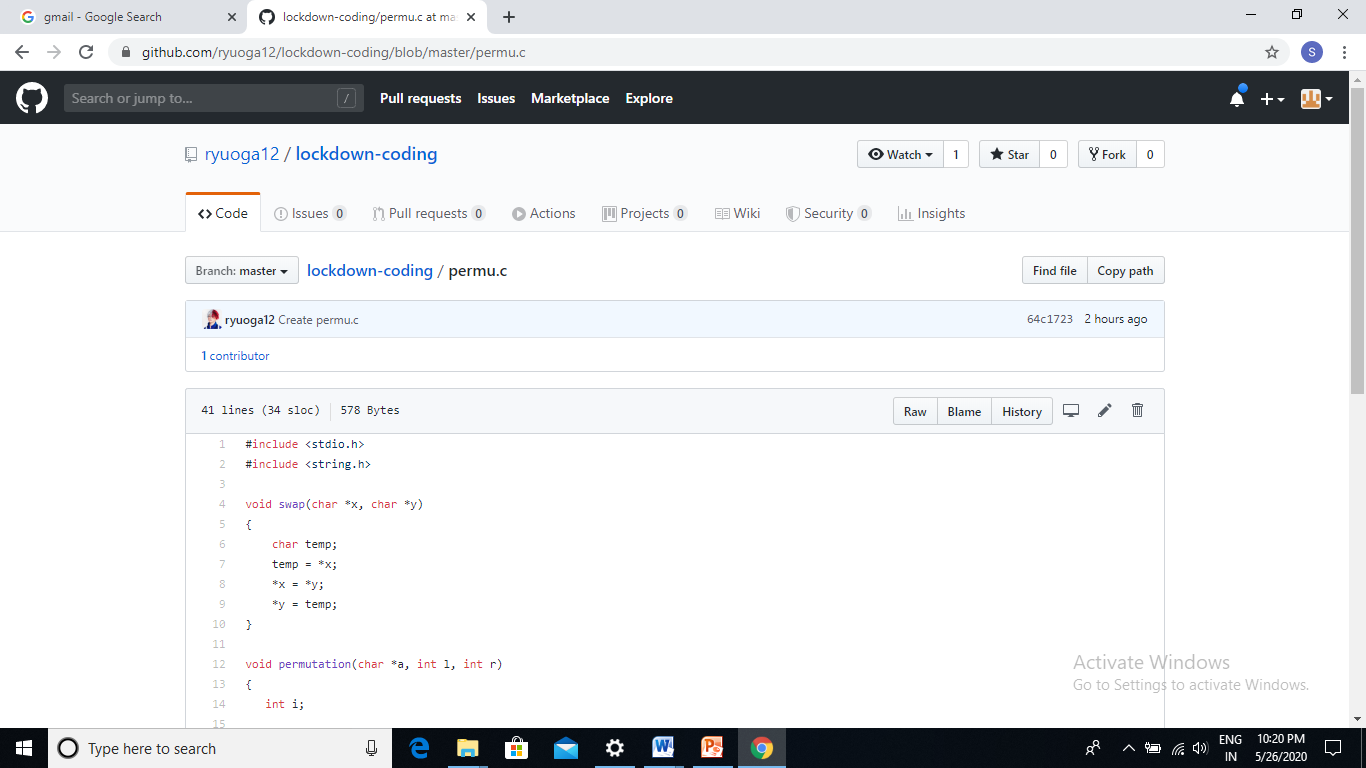 gmail - Google Search
lockdown-coding/permu.c at mas
github.com/ryuoga12/lockdown-coding/blob/master/permu.c
S
Search or jump to... /
Pull requests Issues Marketplace Explore
ryuoga12 / lockdown-coding
Watch 1 Star 0 Fork 0
Code Issues 0 Pull requests 0 Actions Projects 0 Wiki Security 0 Insights
Branch: master lockdown-coding / permu.c Find file Copy path
ryuoga12 Create permu.c 64c1723 2 hours ago
1 contributor
41 lines (34 sloc) 578 Bytes Raw Blame History
1 #include <stdio.h>
2 #include <string.h>
3
4 void swap(char *x, char *y)
5 {
6 char temp;
7 temp = *x;
8 *x = *y;
9 *y = temp;
10 }
11
12 void permutation(char *a, int l, int r)
13 {
14 int i;
15
Activate Windows
Go to Settings to activate Windows.
Type here to search
ENG
IN
10:20 PM
5/26/2020